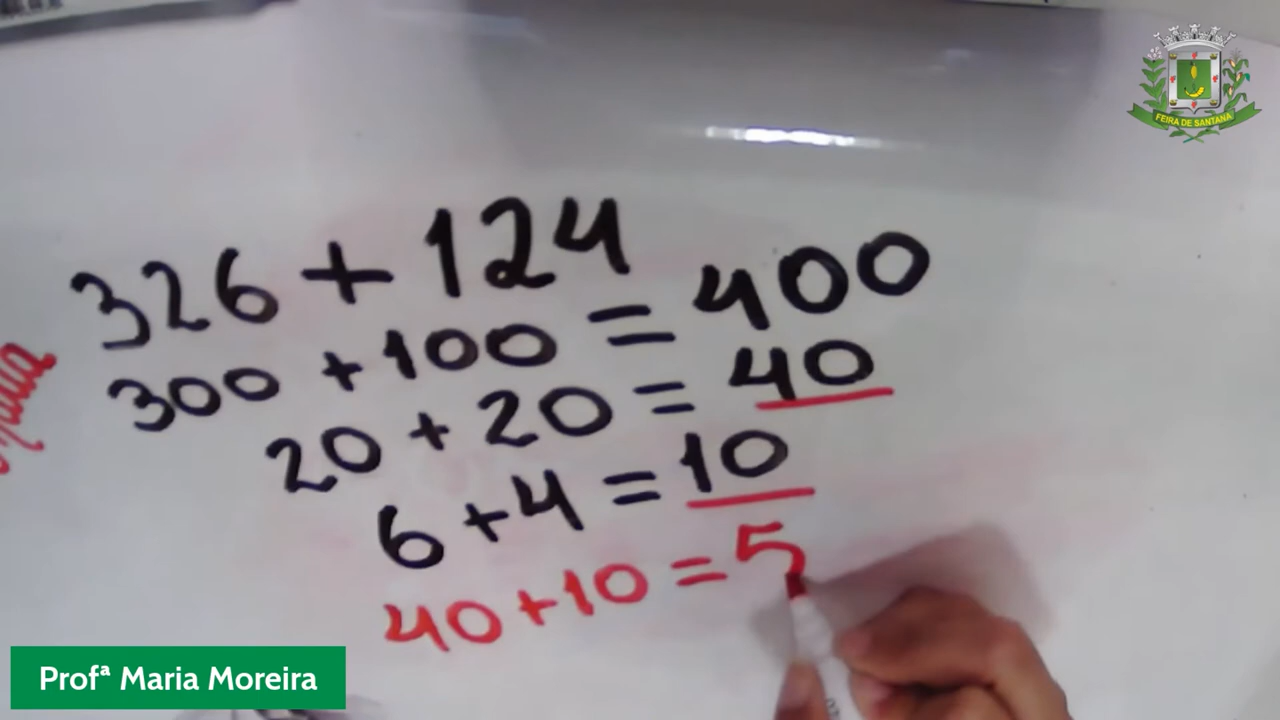 FEIRA DE SANTANA
326 + 124
300 + 100 = 400
20 + 20 = 40
6 + 4 = 10
40 + 10 = 5
Profª Maria Moreira